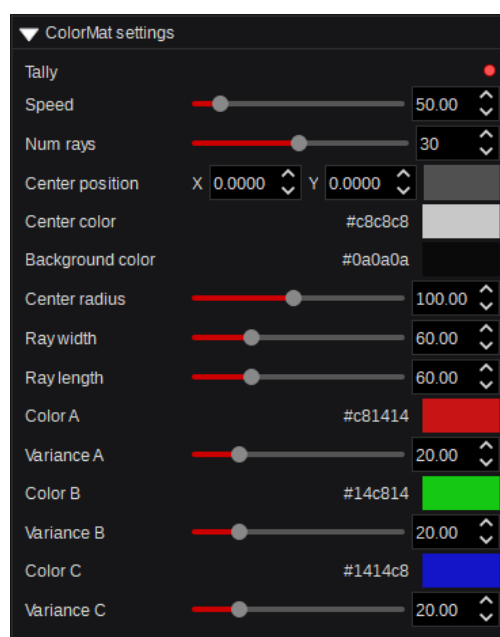 ColorMat settings
Tally
Speed 50.00
Num rays 30
Center position X 0.0000 Y 0.0000
Center color #c8c8c8
Background color #0a0a0a
Center radius 100.00
Ray width 60.00
Ray length 60.00
Color A #c81414
Variance A 20.00
Color B #14c814
Variance B 20.00
Color C #1414c8
Variance C 20.00